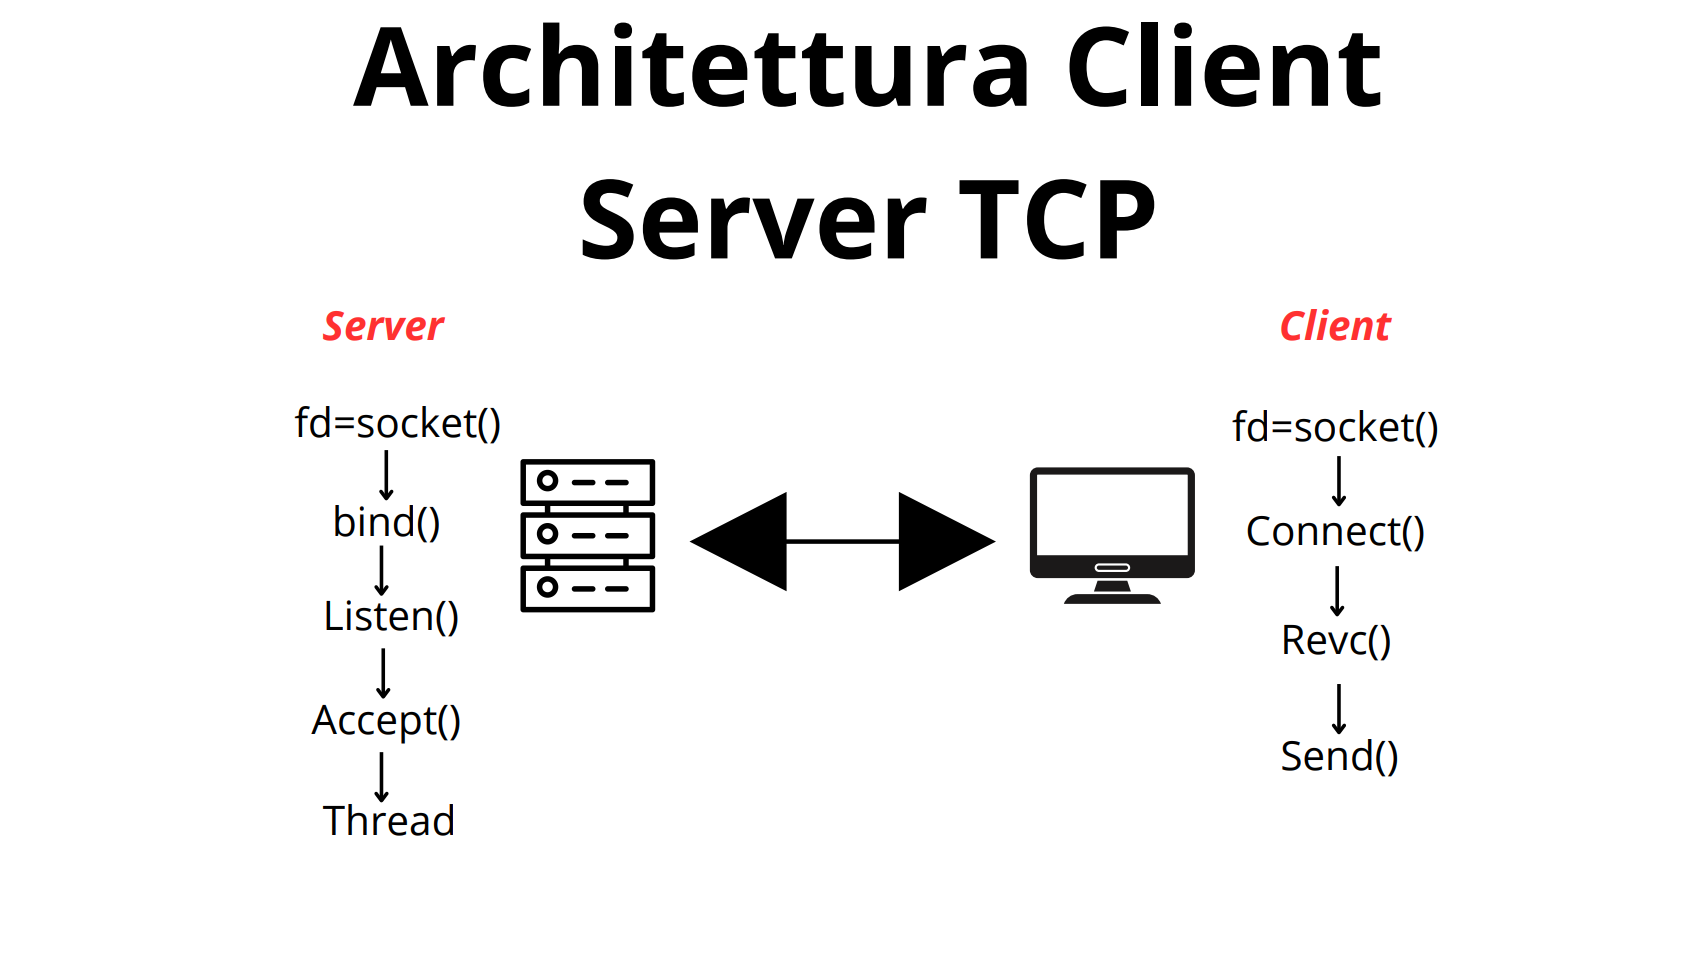 Architettura Client
Server TCP
Server
fd=socket()
bind()
Listen()
Accept()
Thread
Client
fd=socket()
Connect()
Revc()
Send()